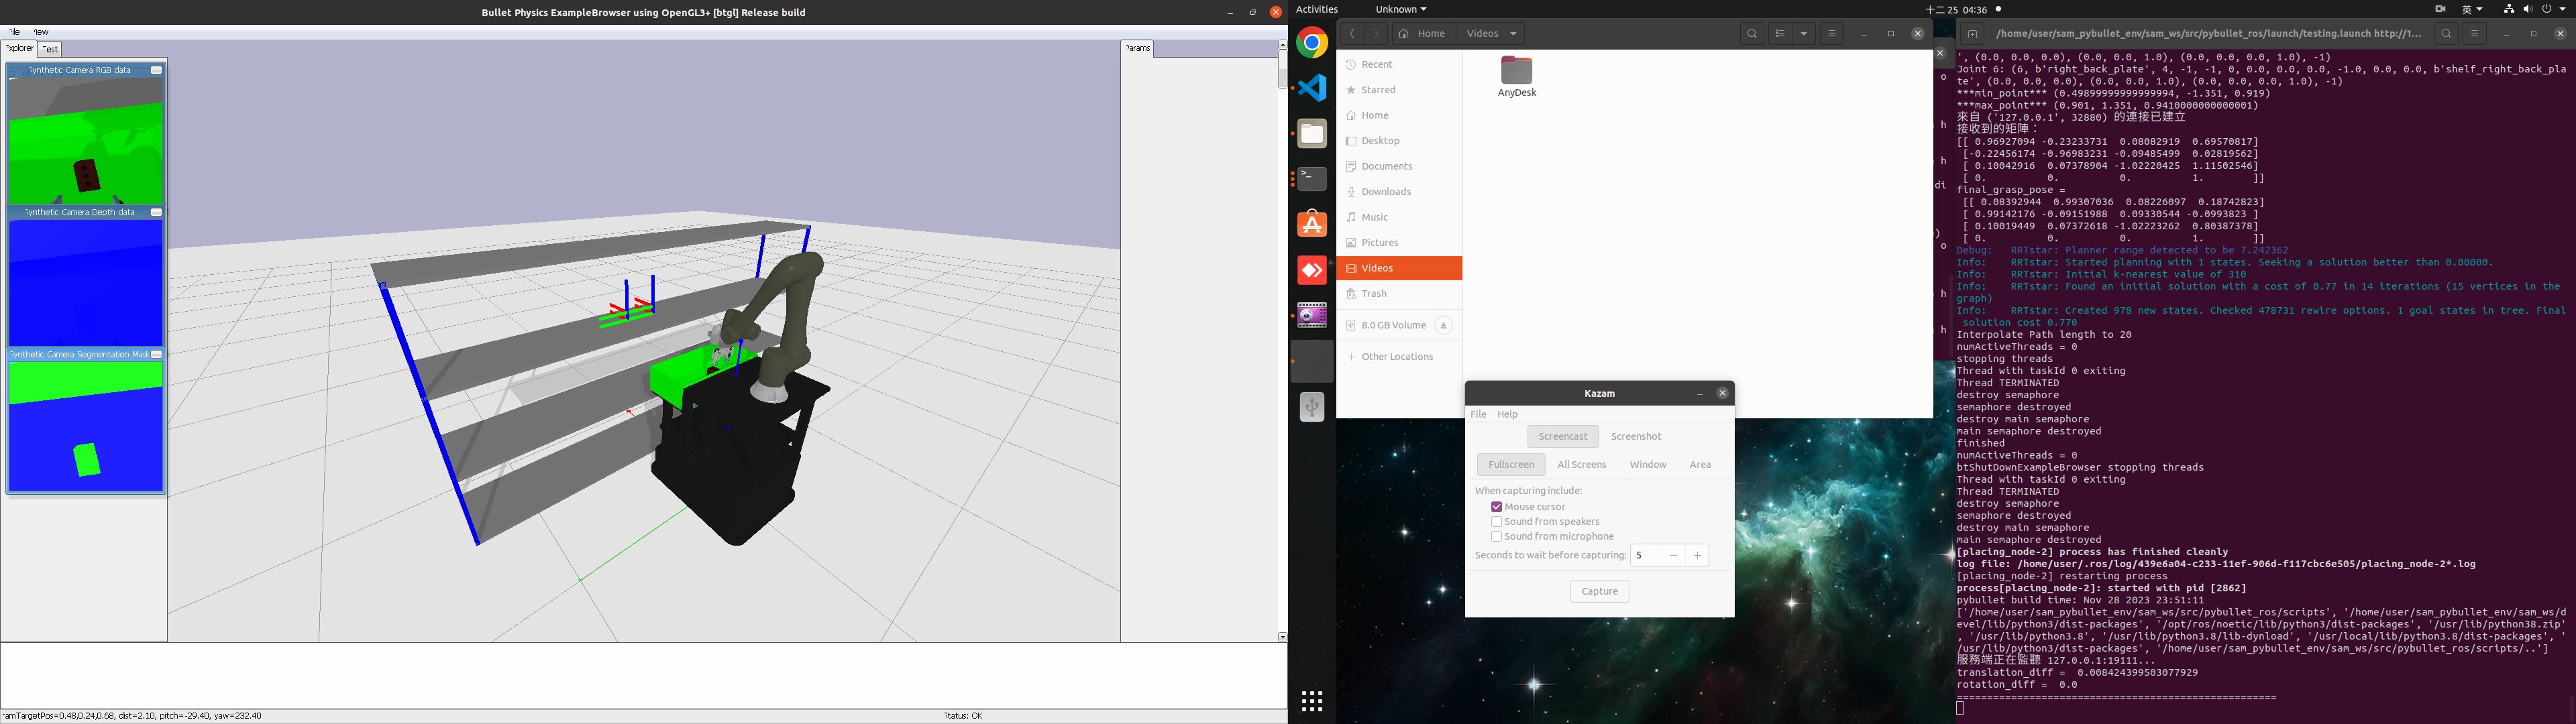 Bullet Physics ExampleBrowser using OpenGL3+ [btgl] Release build
File View
Explorer Test
Synthetic Camera RGB data
Synthetic Camera Depth data
Synthetic Camera Segmentation Mask
Params
camTargetPos=0.48,0.24,0.68, dist=2.10, pitch=-29.40, yaw=232.40
Status: OK
Activities
Unknown
十二 25 04:36
英
Home
Videos
Recent
Starred
Home
Desktop
Documents
Downloads
Music
Pictures
Videos
Trash
8.0 GB Volume
Other Locations
AnyDesk
Kazam
File Help
Screencast Screenshot
Fullscreen All Screens Window Area
When capturing include:
Mouse cursor
Sound from speakers
Sound from microphone
Seconds to wait before capturing: 5
Capture
/home/user/sam_pybullet_env/sam_ws/src/pybullet_ros/launch/testing.launch http://1...
', (0.0, 0.0, 0.0), (0.0, 0.0, 1.0), (0.0, 0.0, 0.0, 1.0), -1)
Joint 6: (6, b'right_back_plate', 4, -1, -1, 0, 0.0, 0.0, 0.0, -1.0, 0.0, 0.0, b'shelf_right_back_pla
te', (0.0, 0.0, 0.0), (0.0, 0.0, 1.0), (0.0, 0.0, 0.0, 1.0), -1)
***min_point*** (0.49899999999999994, -1.351, 0.919)
***max_point*** (0.901, 1.351, 0.9410000000000001)
來自 ('127.0.0.1', 32880) 的連接已建立
接收到的矩陣：
[[ 0.96927094 -0.23233731  0.08082919  0.69570817]
 [-0.22456174 -0.96983231 -0.09485499  0.02819562]
 [ 0.10042916  0.07378904 -1.02220425  1.11502546]
 [ 0.          0.          0.          1.        ]]
final_grasp_pose =
 [[ 0.08392944  0.99307036  0.08226097  0.18742823]
 [ 0.99142176 -0.09151988  0.09330544 -0.0993823 ]
 [ 0.10019449  0.07372618 -1.02223262  0.80387378]
 [ 0.          0.          0.          1.        ]]
Debug:   RRTstar: Planner range detected to be 7.242362
Info:    RRTstar: Started planning with 1 states. Seeking a solution better than 0.00000.
Info:    RRTstar: Initial k-nearest value of 310
Info:    RRTstar: Found an initial solution with a cost of 0.77 in 14 iterations (15 vertices in the
graph)
Info:    RRTstar: Created 978 new states. Checked 478731 rewire options. 1 goal states in tree. Final
 solution cost 0.770
Interpolate Path length to 20
numActiveThreads = 0
stopping threads
Thread with taskId 0 exiting
Thread TERMINATED
destroy semaphore
semaphore destroyed
destroy main semaphore
main semaphore destroyed
finished
numActiveThreads = 0
btShutDownExampleBrowser stopping threads
Thread with taskId 0 exiting
Thread TERMINATED
destroy semaphore
semaphore destroyed
destroy main semaphore
main semaphore destroyed
[placing_node-2] process has finished cleanly
log file: /home/user/.ros/log/439e6a04-c233-11ef-906d-f117cbc6e505/placing_node-2*.log
[placing_node-2] restarting process
process[placing_node-2]: started with pid [2862]
pybullet build time: Nov 28 2023 23:51:11
['/home/user/sam_pybullet_env/sam_ws/src/pybullet_ros/scripts', '/home/user/sam_pybullet_env/sam_ws/d
evel/lib/python3/dist-packages', '/opt/ros/noetic/lib/python3/dist-packages', '/usr/lib/python38.zip'
, '/usr/lib/python3.8', '/usr/lib/python3.8/lib-dynload', '/usr/local/lib/python3.8/dist-packages', '
/usr/lib/python3/dist-packages', '/home/user/sam_pybullet_env/sam_ws/src/pybullet_ros/scripts/..']
服務端正在監聽 127.0.0.1:19111...
translation_diff =  0.008424399503077929
rotation_diff =  0.0
=====================================================